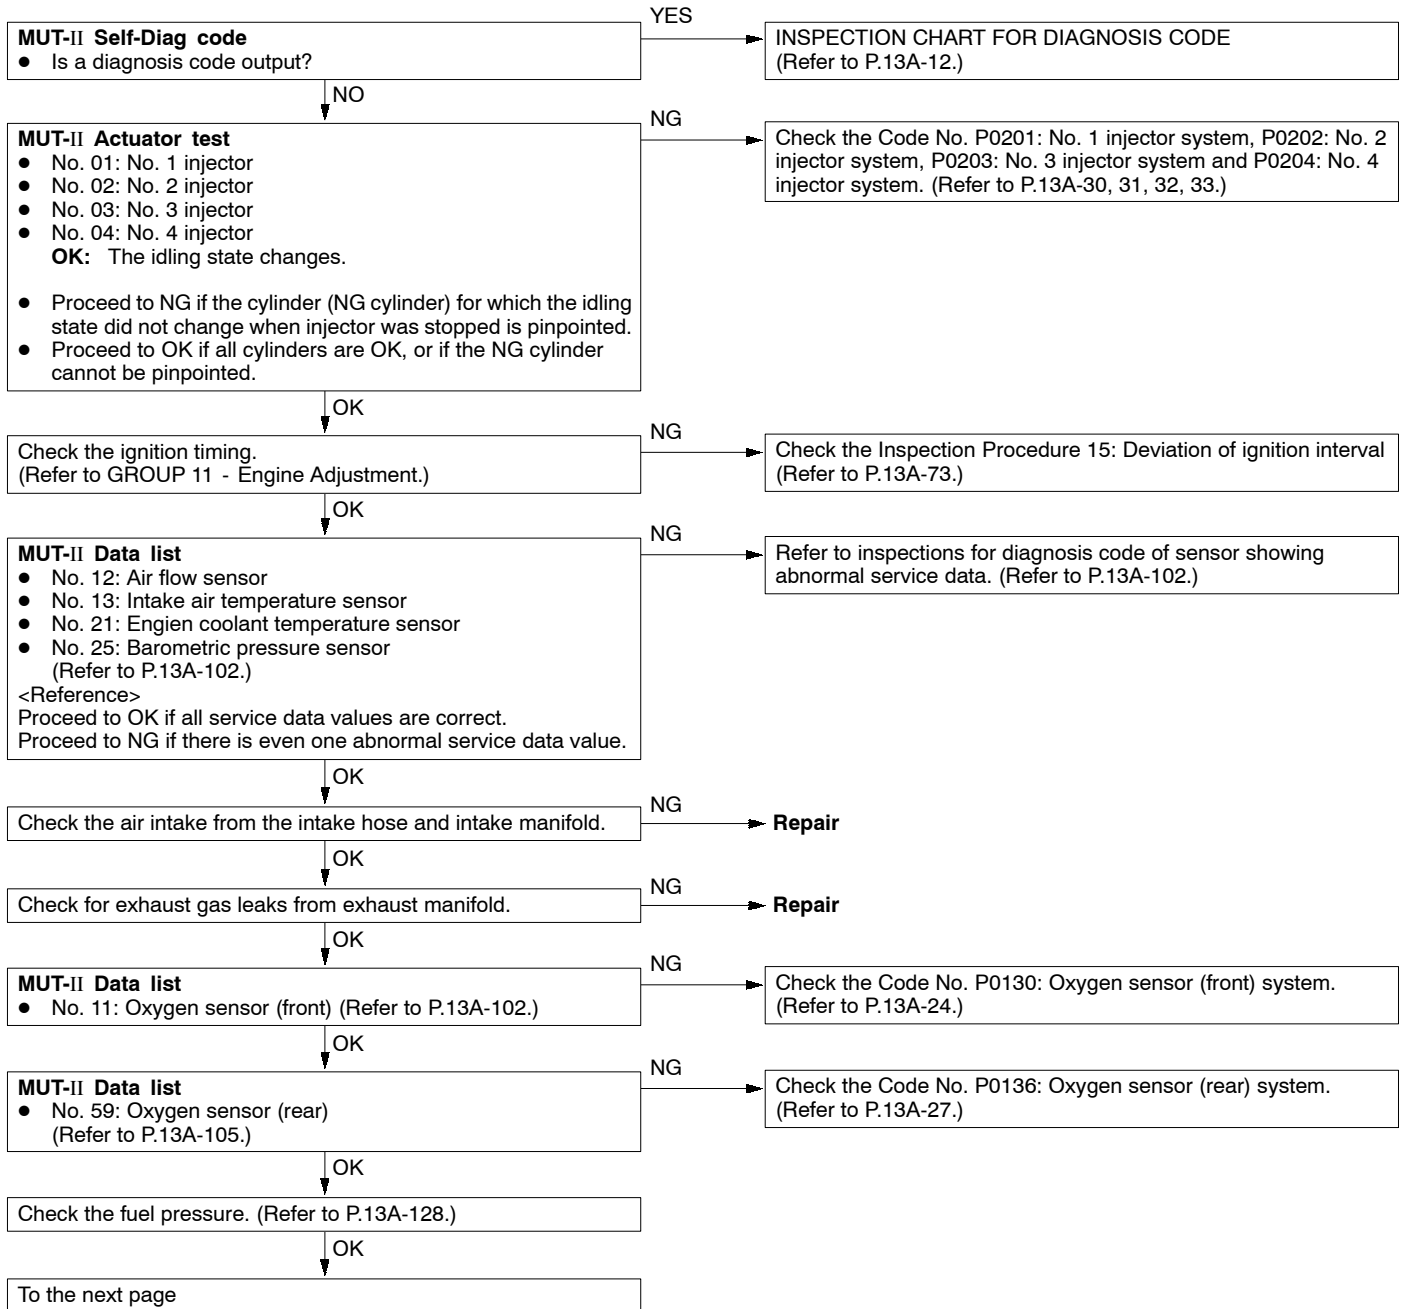 YES
MUT-II Self-Diag code
● Is a diagnosis code output?
INSPECTION CHART FOR DIAGNOSIS CODE
(Refer to P.13A-12.)
NO
NG
MUT-II Actuator test
● No. 01: No. 1 injector
● No. 02: No. 2 injector
● No. 03: No. 3 injector
● No. 04: No. 4 injector
OK: The idling state changes.
● Proceed to NG if the cylinder (NG cylinder) for which the idling
state did not change when injector was stopped is pinpointed.
● Proceed to OK if all cylinders are OK, or if the NG cylinder
cannot be pinpointed.
Check the Code No. P0201: No. 1 injector system, P0202: No. 2
injector system, P0203: No. 3 injector system and P0204: No. 4
injector system. (Refer to P.13A-30, 31, 32, 33.)
OK
NG
Check the ignition timing.
(Refer to GROUP 11 - Engine Adjustment.)
Check the Inspection Procedure 15: Deviation of ignition interval
(Refer to P.13A-73.)
OK
NG
MUT-II Data list
● No. 12: Air flow sensor
● No. 13: Intake air temperature sensor
● No. 21: Engien coolant temperature sensor
● No. 25: Barometric pressure sensor
(Refer to P.13A-102.)
<Reference>
Proceed to OK if all service data values are correct.
Proceed to NG if there is even one abnormal service data value.
Refer to inspections for diagnosis code of sensor showing
abnormal service data. (Refer to P.13A-102.)
OK
NG
Check the air intake from the intake hose and intake manifold.
Repair
OK
NG
Check for exhaust gas leaks from exhaust manifold.
Repair
OK
NG
MUT-II Data list
● No. 11: Oxygen sensor (front) (Refer to P.13A-102.)
Check the Code No. P0130: Oxygen sensor (front) system.
(Refer to P.13A-24.)
OK
NG
MUT-II Data list
● No. 59: Oxygen sensor (rear)
(Refer to P.13A-105.)
Check the Code No. P0136: Oxygen sensor (rear) system.
(Refer to P.13A-27.)
OK
Check the fuel pressure. (Refer to P.13A-128.)
OK
To the next page